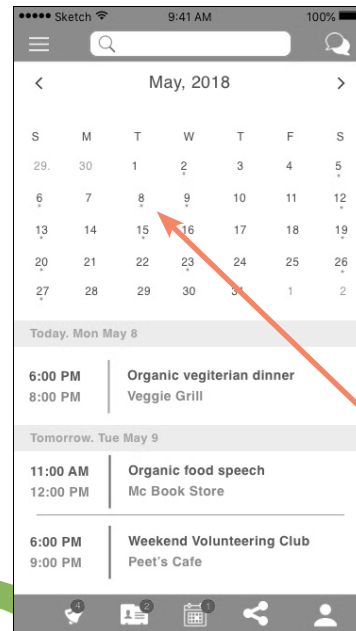 Sketch 9:41 AM 100%
May, 2018
S M T W T F S
29. 30 1 2 3 4 5
6 7 8 9 10 11 12
13 14 15 16 17 18 19
20 21 22 23 24 25 26
27 28 29 30 31 1 2
Today. Mon May 8
6:00 PM Organic vegiterian dinner
8:00 PM Veggie Grill
Tomorrow. Tue May 9
11:00 AM Organic food speech
12:00 PM Mc Book Store
6:00 PM Weekend Volunteering Club
9:00 PM Peet's Cafe
4 2 1